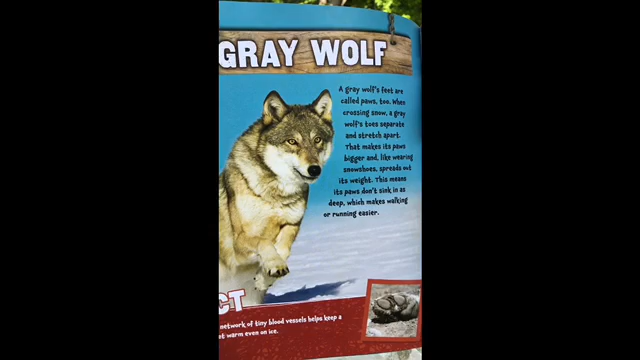 GRAY WOLF
A gray wolf's feet are
called paws, too. When
crossing snow, a gray
wolf's toes separate
and stretch apart.
That makes its paws
bigger and, like wearing
snowshoes, spreads out
its weight. This means
its paws don't sink in as
deep, which makes walking
or running easier.
CT
network of tiny blood vessels helps keep a
t warm even on ice.